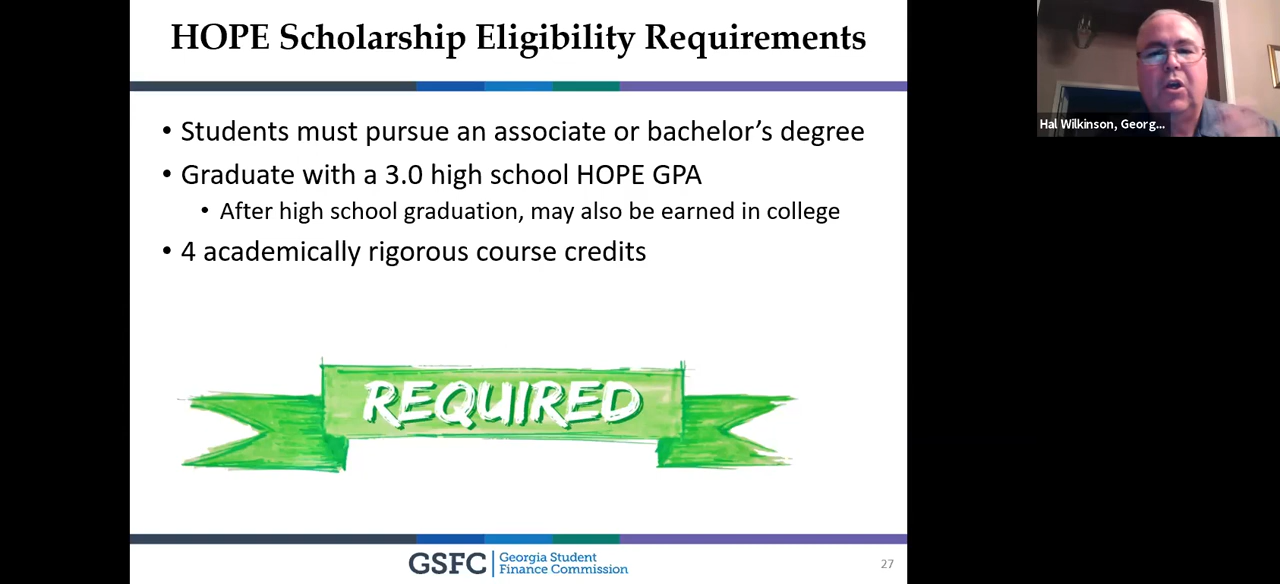 HOPE Scholarship Eligibility Requirements
• Students must pursue an associate or bachelor's degree
• Graduate with a 3.0 high school HOPE GPA
• After high school graduation, may also be earned in college
• 4 academically rigorous course credits
REQUIRED
GSFC | Georgia Student
Finance Commission
27
Hal Wilkinson, Georg...